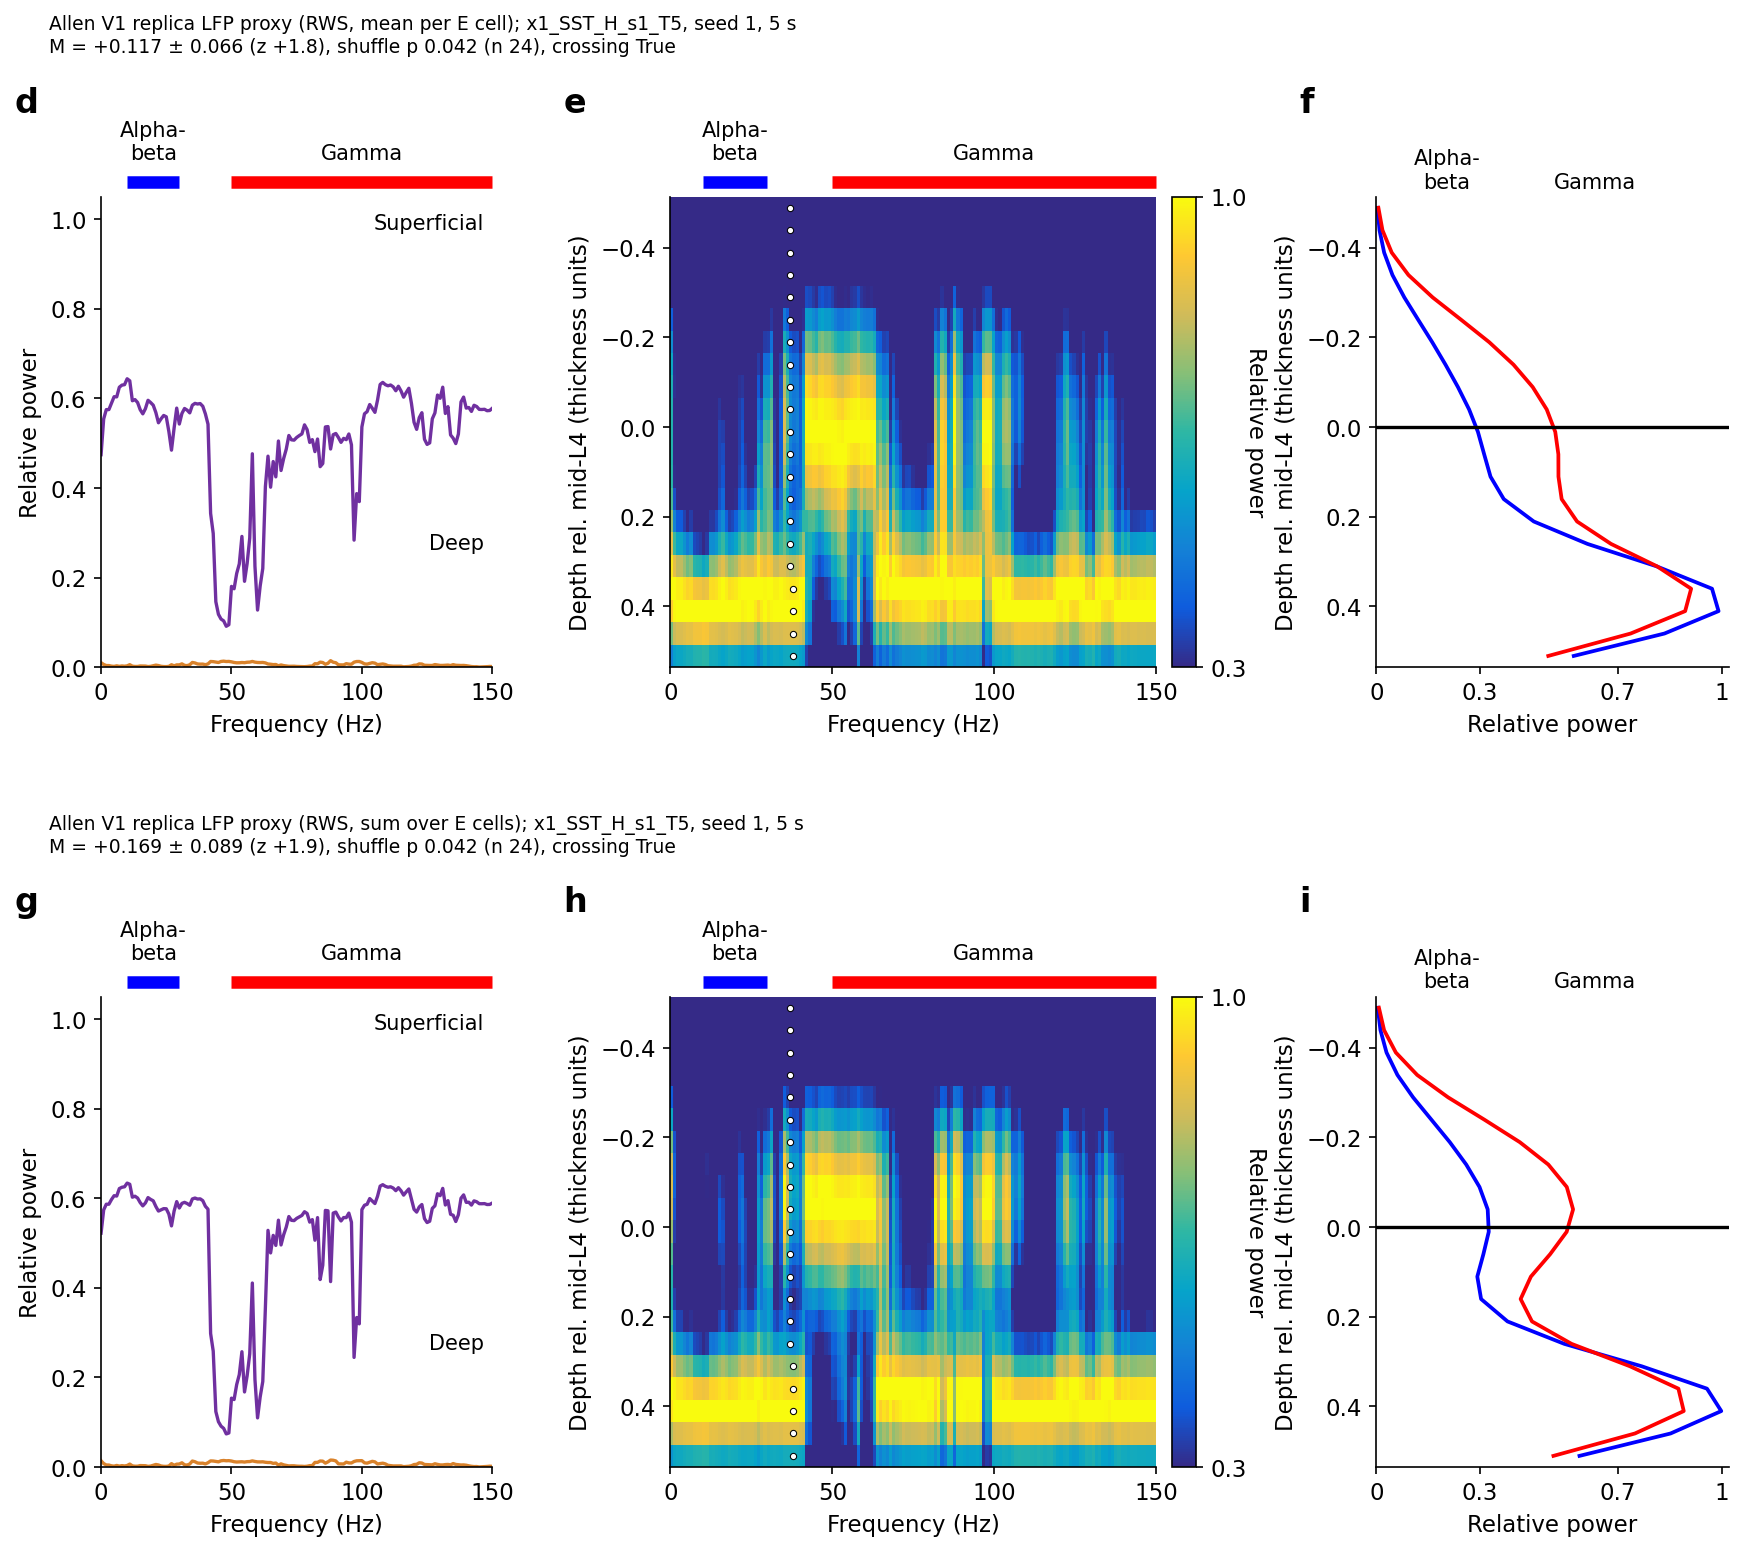 Allen V1 replica LFP proxy (RWS, mean per E cell); x1_SST_H_s1_T5, seed 1, 5 s
M = +0.117 ± 0.066 (z +1.8), shuffle p 0.042 (n 24), crossing True
d
Alpha-
beta
Gamma
Superficial
Deep
Relative power
1.0
0.8
0.6
0.4
0.2
0.0
0
50
100
150
Frequency (Hz)
e
Alpha-
beta
Gamma
Depth rel. mid-L4 (thickness units)
−0.4
−0.2
0.0
0.2
0.4
0
50
100
150
Frequency (Hz)
1.0
0.3
Relative power
f
Alpha-
beta
Gamma
Depth rel. mid-L4 (thickness units)
−0.4
−0.2
0.0
0.2
0.4
0
0.3
0.7
1
Relative power
Allen V1 replica LFP proxy (RWS, sum over E cells); x1_SST_H_s1_T5, seed 1, 5 s
M = +0.169 ± 0.089 (z +1.9), shuffle p 0.042 (n 24), crossing True
g
Alpha-
beta
Gamma
Superficial
Deep
Relative power
1.0
0.8
0.6
0.4
0.2
0.0
0
50
100
150
Frequency (Hz)
h
Alpha-
beta
Gamma
Depth rel. mid-L4 (thickness units)
−0.4
−0.2
0.0
0.2
0.4
0
50
100
150
Frequency (Hz)
1.0
0.3
Relative power
i
Alpha-
beta
Gamma
Depth rel. mid-L4 (thickness units)
−0.4
−0.2
0.0
0.2
0.4
0
0.3
0.7
1
Relative power